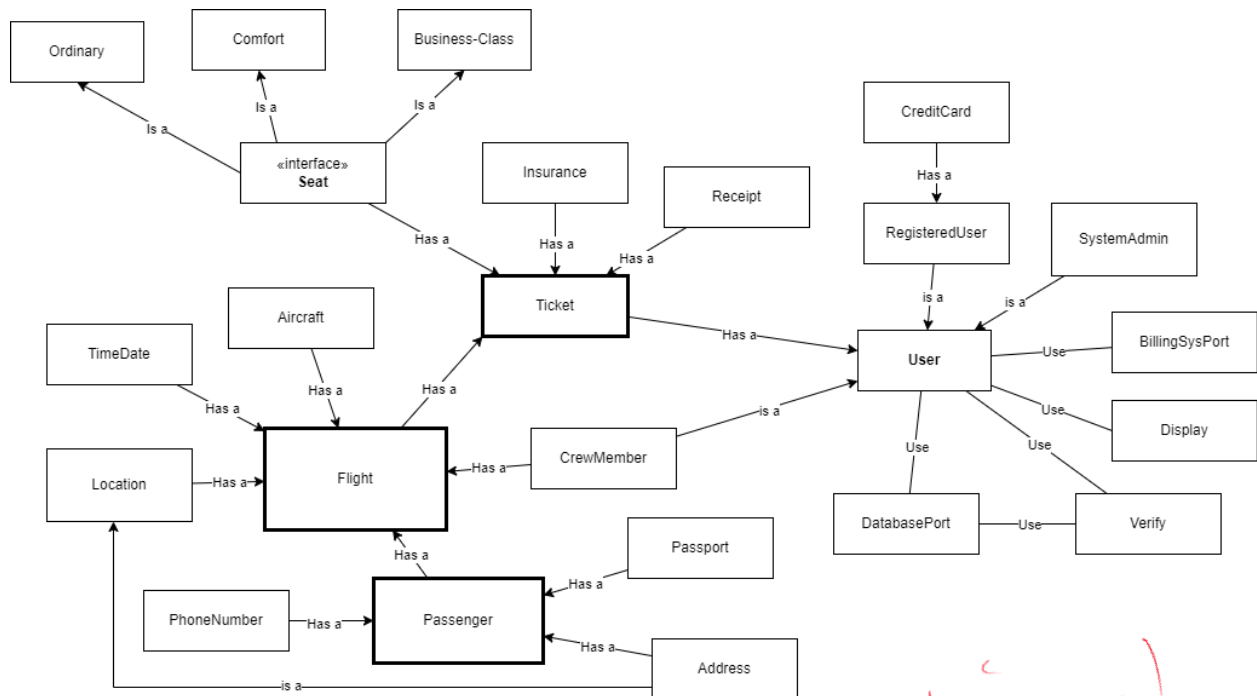 Ordinary
Comfort
Business-Class
Is a
Is a
Is a
«interface»
Seat
CreditCard
Has a
Insurance
Receipt
RegisteredUser
SystemAdmin
Has a
Has a
Has a
is a
is a
Ticket
Has a
Aircraft
TimeDate
Has a
Has a
Has a
User
Use
BillingSysPort
Use
Display
is a
Use
Use
Location
Has a
Flight
Has a
CrewMember
DatabasePort
Use
Verify
Has a
Passport
Has a
PhoneNumber
Has a
Passenger
Has a
Address
is a